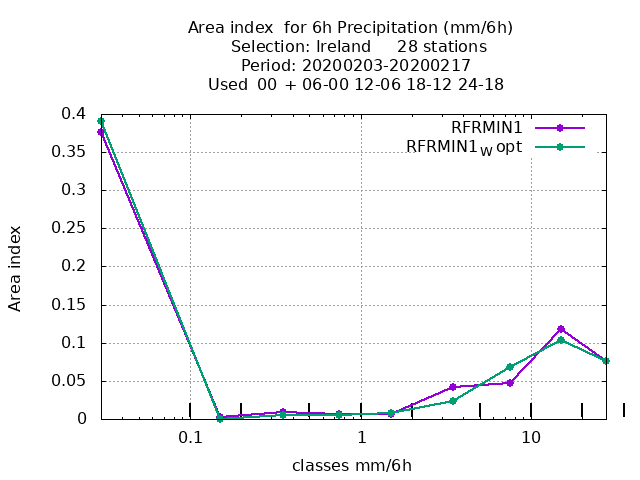 Area index  for 6h Precipitation (mm/6h)
Selection: Ireland     28 stations
Period: 20200203-20200217
Used  00 + 06-00 12-06 18-12 24-18
RFRMIN1
RFRMIN1W opt
0.4
0.35
0.3
0.25
0.2
0.15
0.1
0.05
0
Area index
0.1 1 10
classes mm/6h